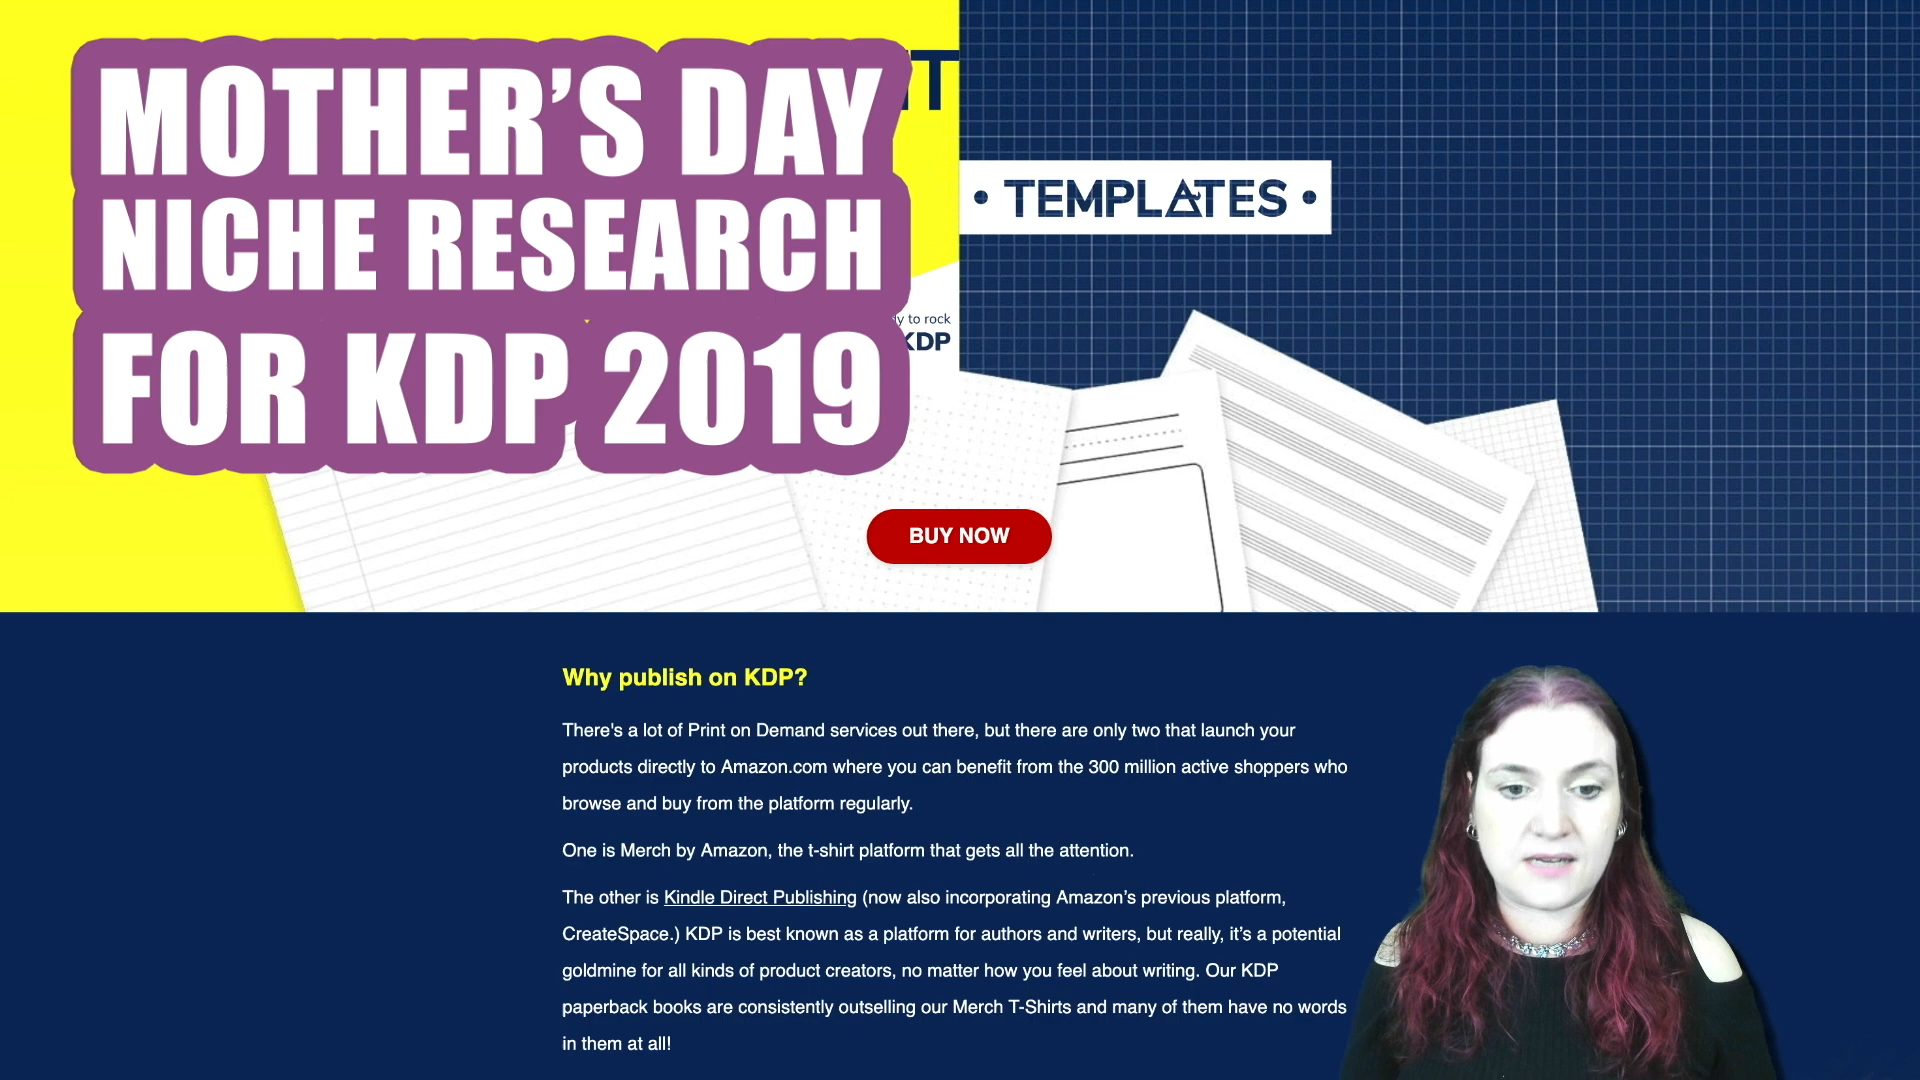 MOTHER'S DAY
NICHE RESEARCH
FOR KDP 2019
• TEMPLATES •
to rock
KDP
BUY NOW
Why publish on KDP?
There's a lot of Print on Demand services out there, but there are only two that launch your
products directly to Amazon.com where you can benefit from the 300 million active shoppers who
browse and buy from the platform regularly.
One is Merch by Amazon, the t-shirt platform that gets all the attention.
The other is Kindle Direct Publishing (now also incorporating Amazon's previous platform,
CreateSpace.) KDP is best known as a platform for authors and writers, but really, it's a potential
goldmine for all kinds of product creators, no matter how you feel about writing. Our KDP
paperback books are consistently outselling our Merch T-Shirts and many of them have no words
in them at all!